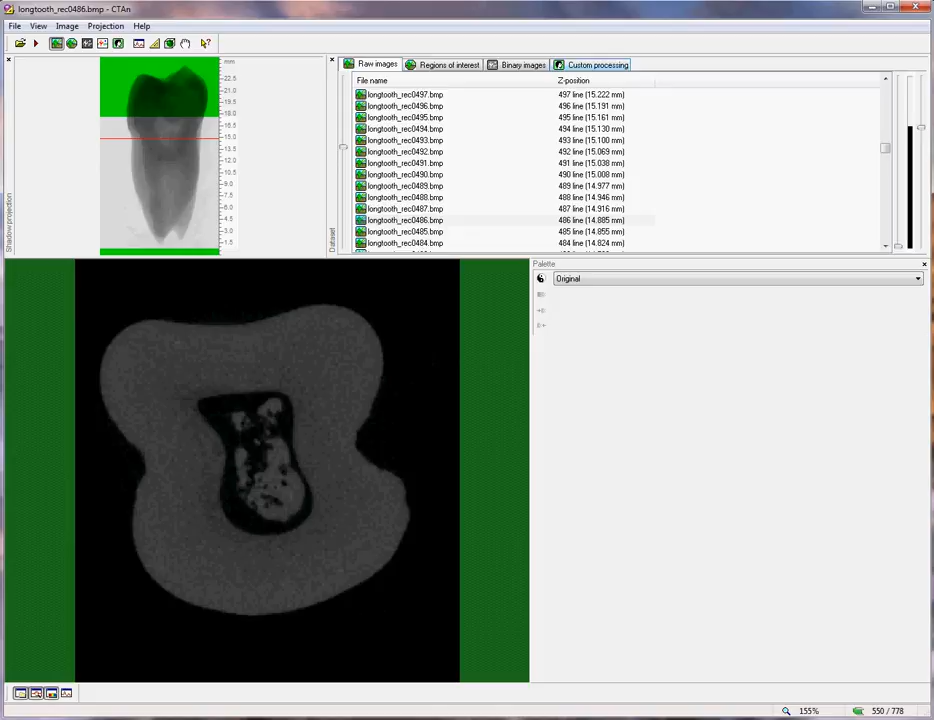 longtooth_rec0486.bmp - CTAn
File View Image Projection Help
Raw images Regions of interest Binary images Custom processing
File name Z-position
longtooth_rec0497.bmp 497 line (15.222 mm)
longtooth_rec0496.bmp 496 line (15.191 mm)
longtooth_rec0495.bmp 495 line (15.161 mm)
longtooth_rec0494.bmp 494 line (15.130 mm)
longtooth_rec0493.bmp 493 line (15.100 mm)
longtooth_rec0492.bmp 492 line (15.069 mm)
longtooth_rec0491.bmp 491 line (15.038 mm)
longtooth_rec0490.bmp 490 line (15.008 mm)
longtooth_rec0489.bmp 489 line (14.977 mm)
longtooth_rec0488.bmp 488 line (14.946 mm)
longtooth_rec0487.bmp 487 line (14.916 mm)
longtooth_rec0486.bmp 486 line (14.885 mm)
longtooth_rec0485.bmp 485 line (14.855 mm)
longtooth_rec0484.bmp 484 line (14.824 mm)
mm
22.5
21.0
19.5
18.0
16.5
15.0
13.5
12.0
10.5
9.0
7.5
6.0
4.5
3.0
1.5
Shadow projection
Dataset
Palette
Original
155% 550 / 778